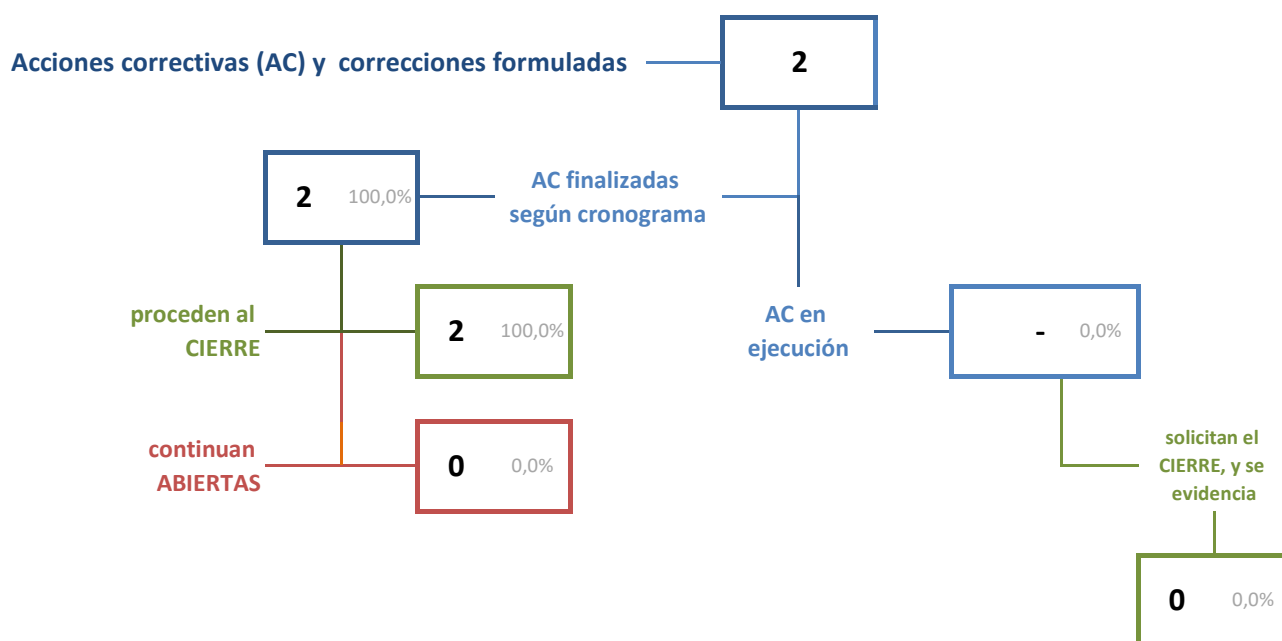 Acciones correctivas (AC) y  correcciones formuladas
2
2 100,0%
AC finalizadas
según cronograma
proceden al
CIERRE
2 100,0%
AC en
ejecución
- 0,0%
continuan
ABIERTAS
0 0,0%
solicitan el
CIERRE, y se
evidencia
0 0,0%